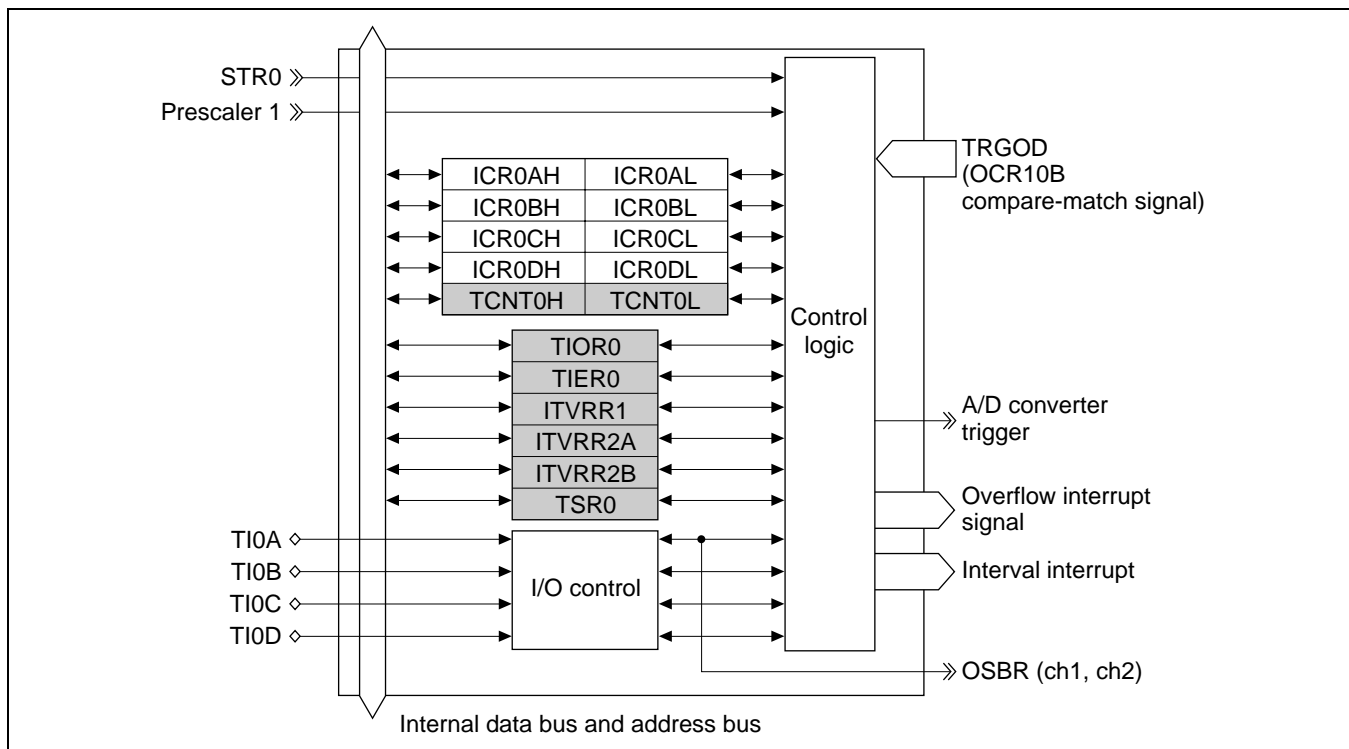 STR0
Prescaler 1
TRGOD
(OCR10B
compare-match signal)
ICR0AH ICR0AL
ICR0BH ICR0BL
ICR0CH ICR0CL
ICR0DH ICR0DL
TCNT0H TCNT0L
Control
logic
TIOR0
TIER0
ITVRR1
ITVRR2A
ITVRR2B
TSR0
A/D converter
trigger
Overflow interrupt
signal
Interval interrupt
TI0A
TI0B
TI0C
TI0D
I/O control
OSBR (ch1, ch2)
Internal data bus and address bus